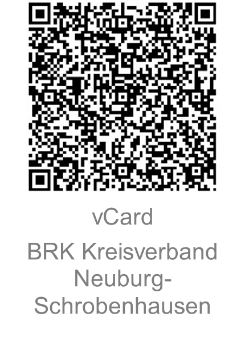 vCard
BRK Kreisverband
Neuburg-
Schrobenhausen